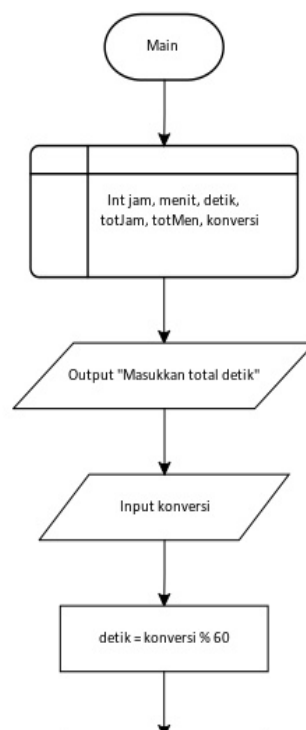 Main
Int jam, menit, detik,
totJam, totMen, konversi
Output "Masukkan total detik"
Input konversi
detik = konversi % 60